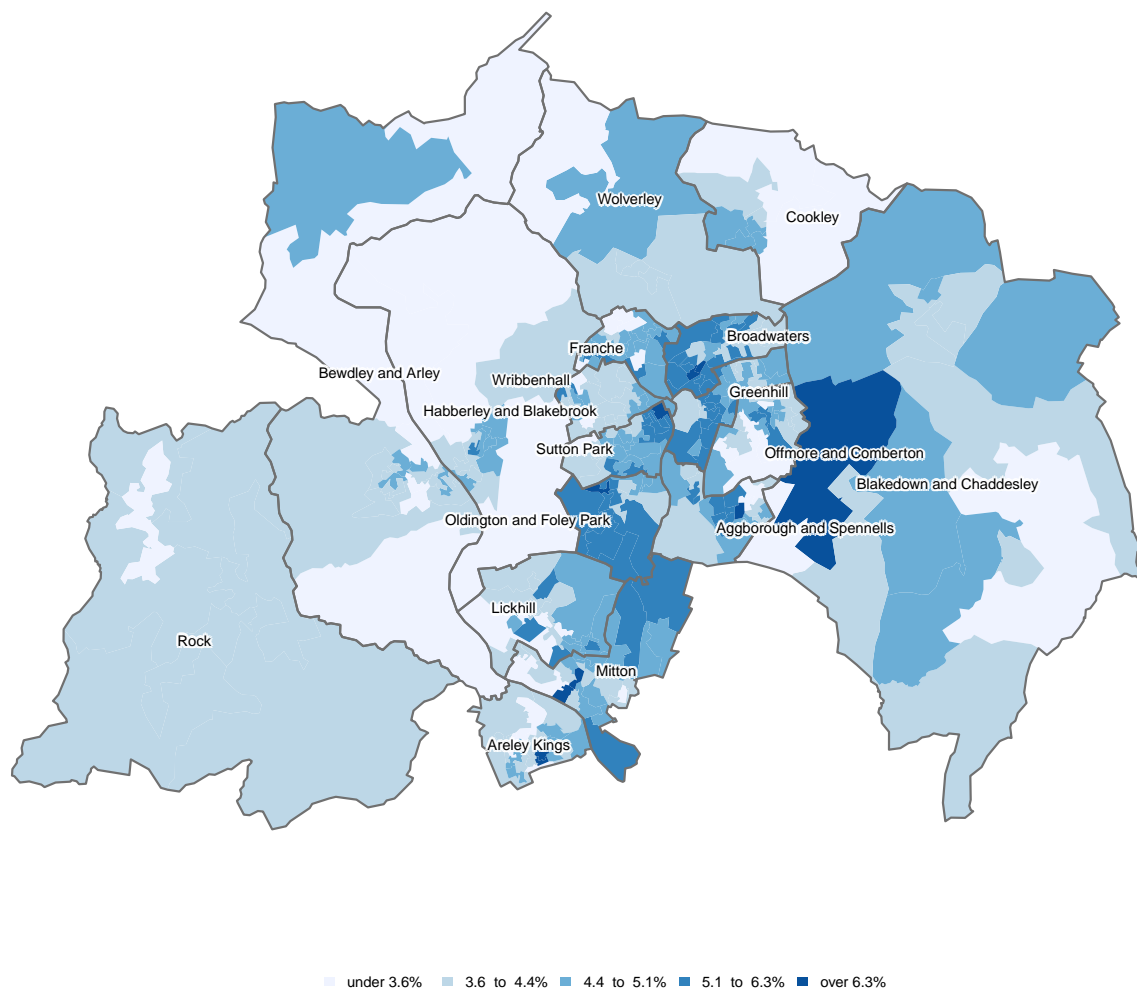 Wolverley
Cookley
Broadwaters
Franche
Bewdley and Arley
Wribbenhall
Greenhill
Habberley and Blakebrook
Sutton Park
Offmore and Comberton
Blakedown and Chaddesley
Oldington and Foley Park
Aggborough and Spennells
Lickhill
Rock
Mitton
Areley Kings
under 3.6% 3.6 to 4.4% 4.4 to 5.1% 5.1 to 6.3% over 6.3%